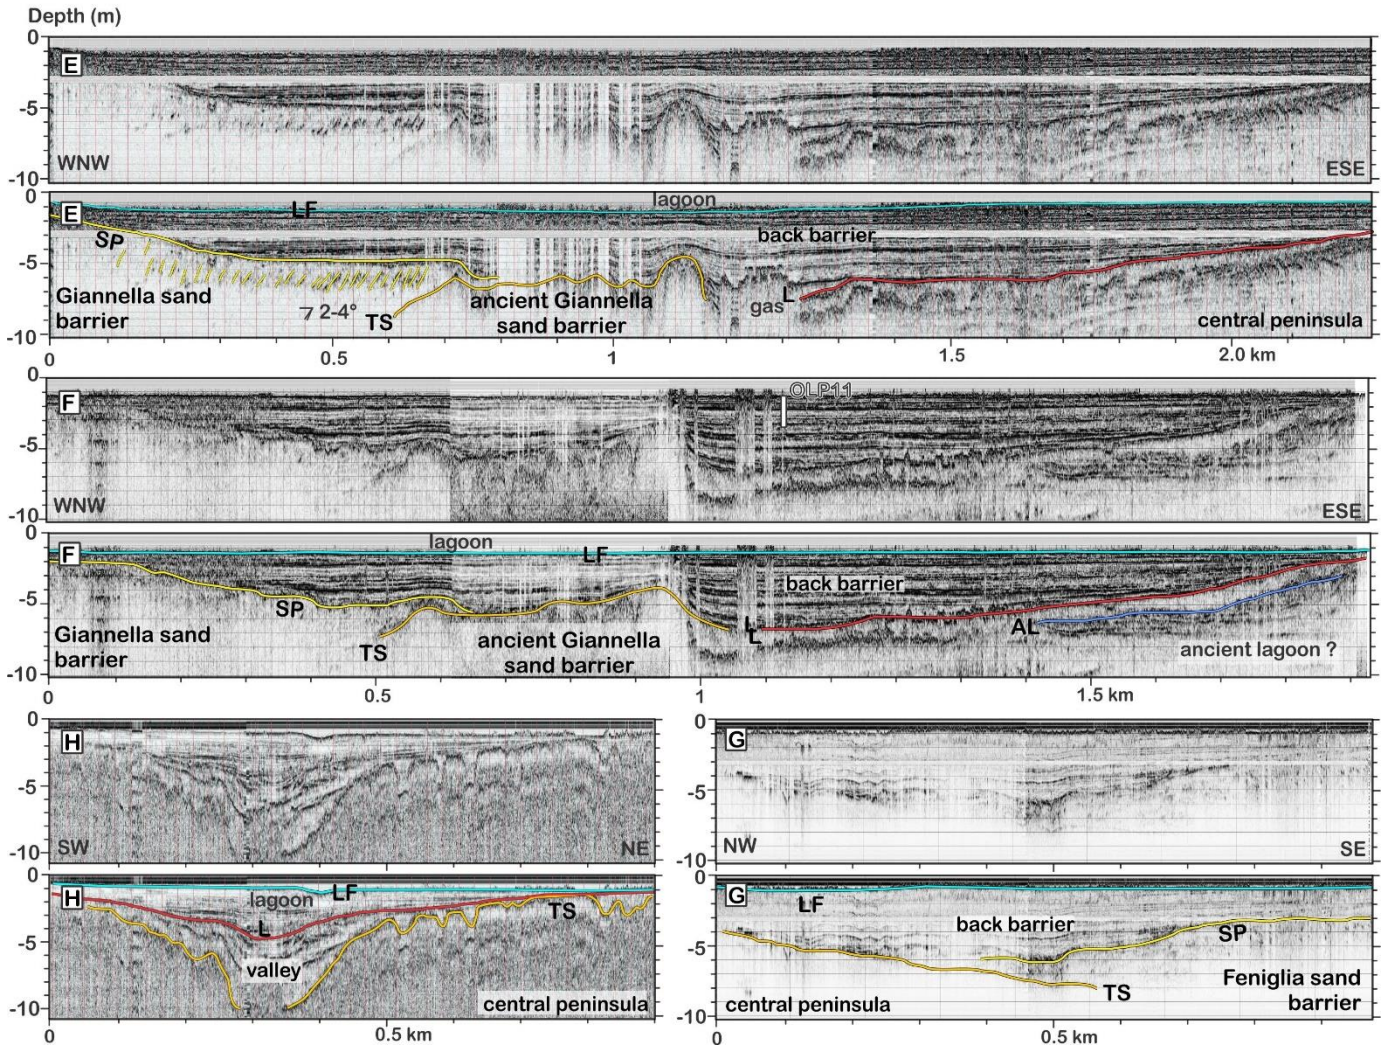 Depth (m)
0
E
-5
WNW
ESE
-10
0
E
LF
lagoon
SP
back barrier
-5
Giannella sand
barrier
7 2-4°
TS
ancient Giannella
sand barrier
gas
L
central peninsula
-10
0
0.5
1
1.5
2.0 km
0
F
OLP11
-5
WNW
ESE
-10
0
F
lagoon
LF
back barrier
-5
SP
Giannella sand
barrier
TS
ancient Giannella
sand barrier
L
L
AL
ancient lagoon ?
-10
0
0.5
1
1.5 km
0
H
-5
SW
NE
-10
0
H
LF
lagoon
TS
L
-5
valley
central peninsula
-10
0
0.5 km
0
G
-5
NW
SE
-10
0
G
LF
back barrier
SP
-5
Feniglia sand
barrier
central peninsula
TS
-10
0
0.5 km